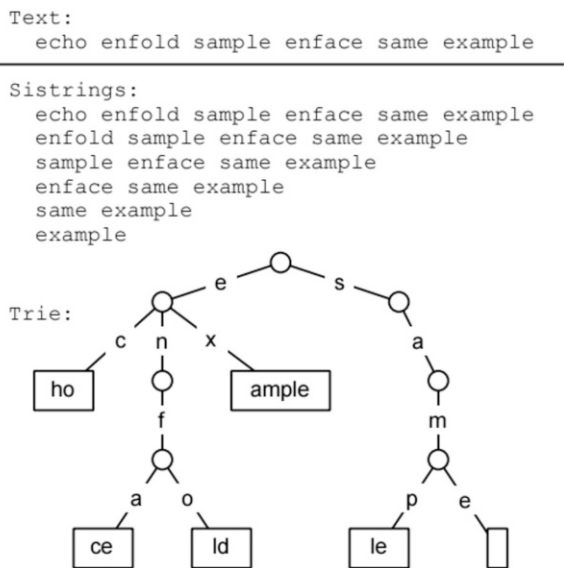 Text:
echo enfold sample enface same example
Sistrings:
echo enfold sample enface same example
enfold sample enface same example
sample enface same example
enface same example
same example
example
e s
Trie:
c n x a
ho ample
f m
a o p e
ce ld le